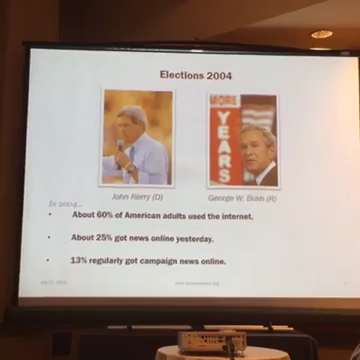 Elections 2004
MORE
YEARS
John Kerry (D)
George W. Bush (R)
In 2004...
• About 60% of American adults used the internet.
• About 25% got news online yesterday.
• 13% regularly got campaign news online.